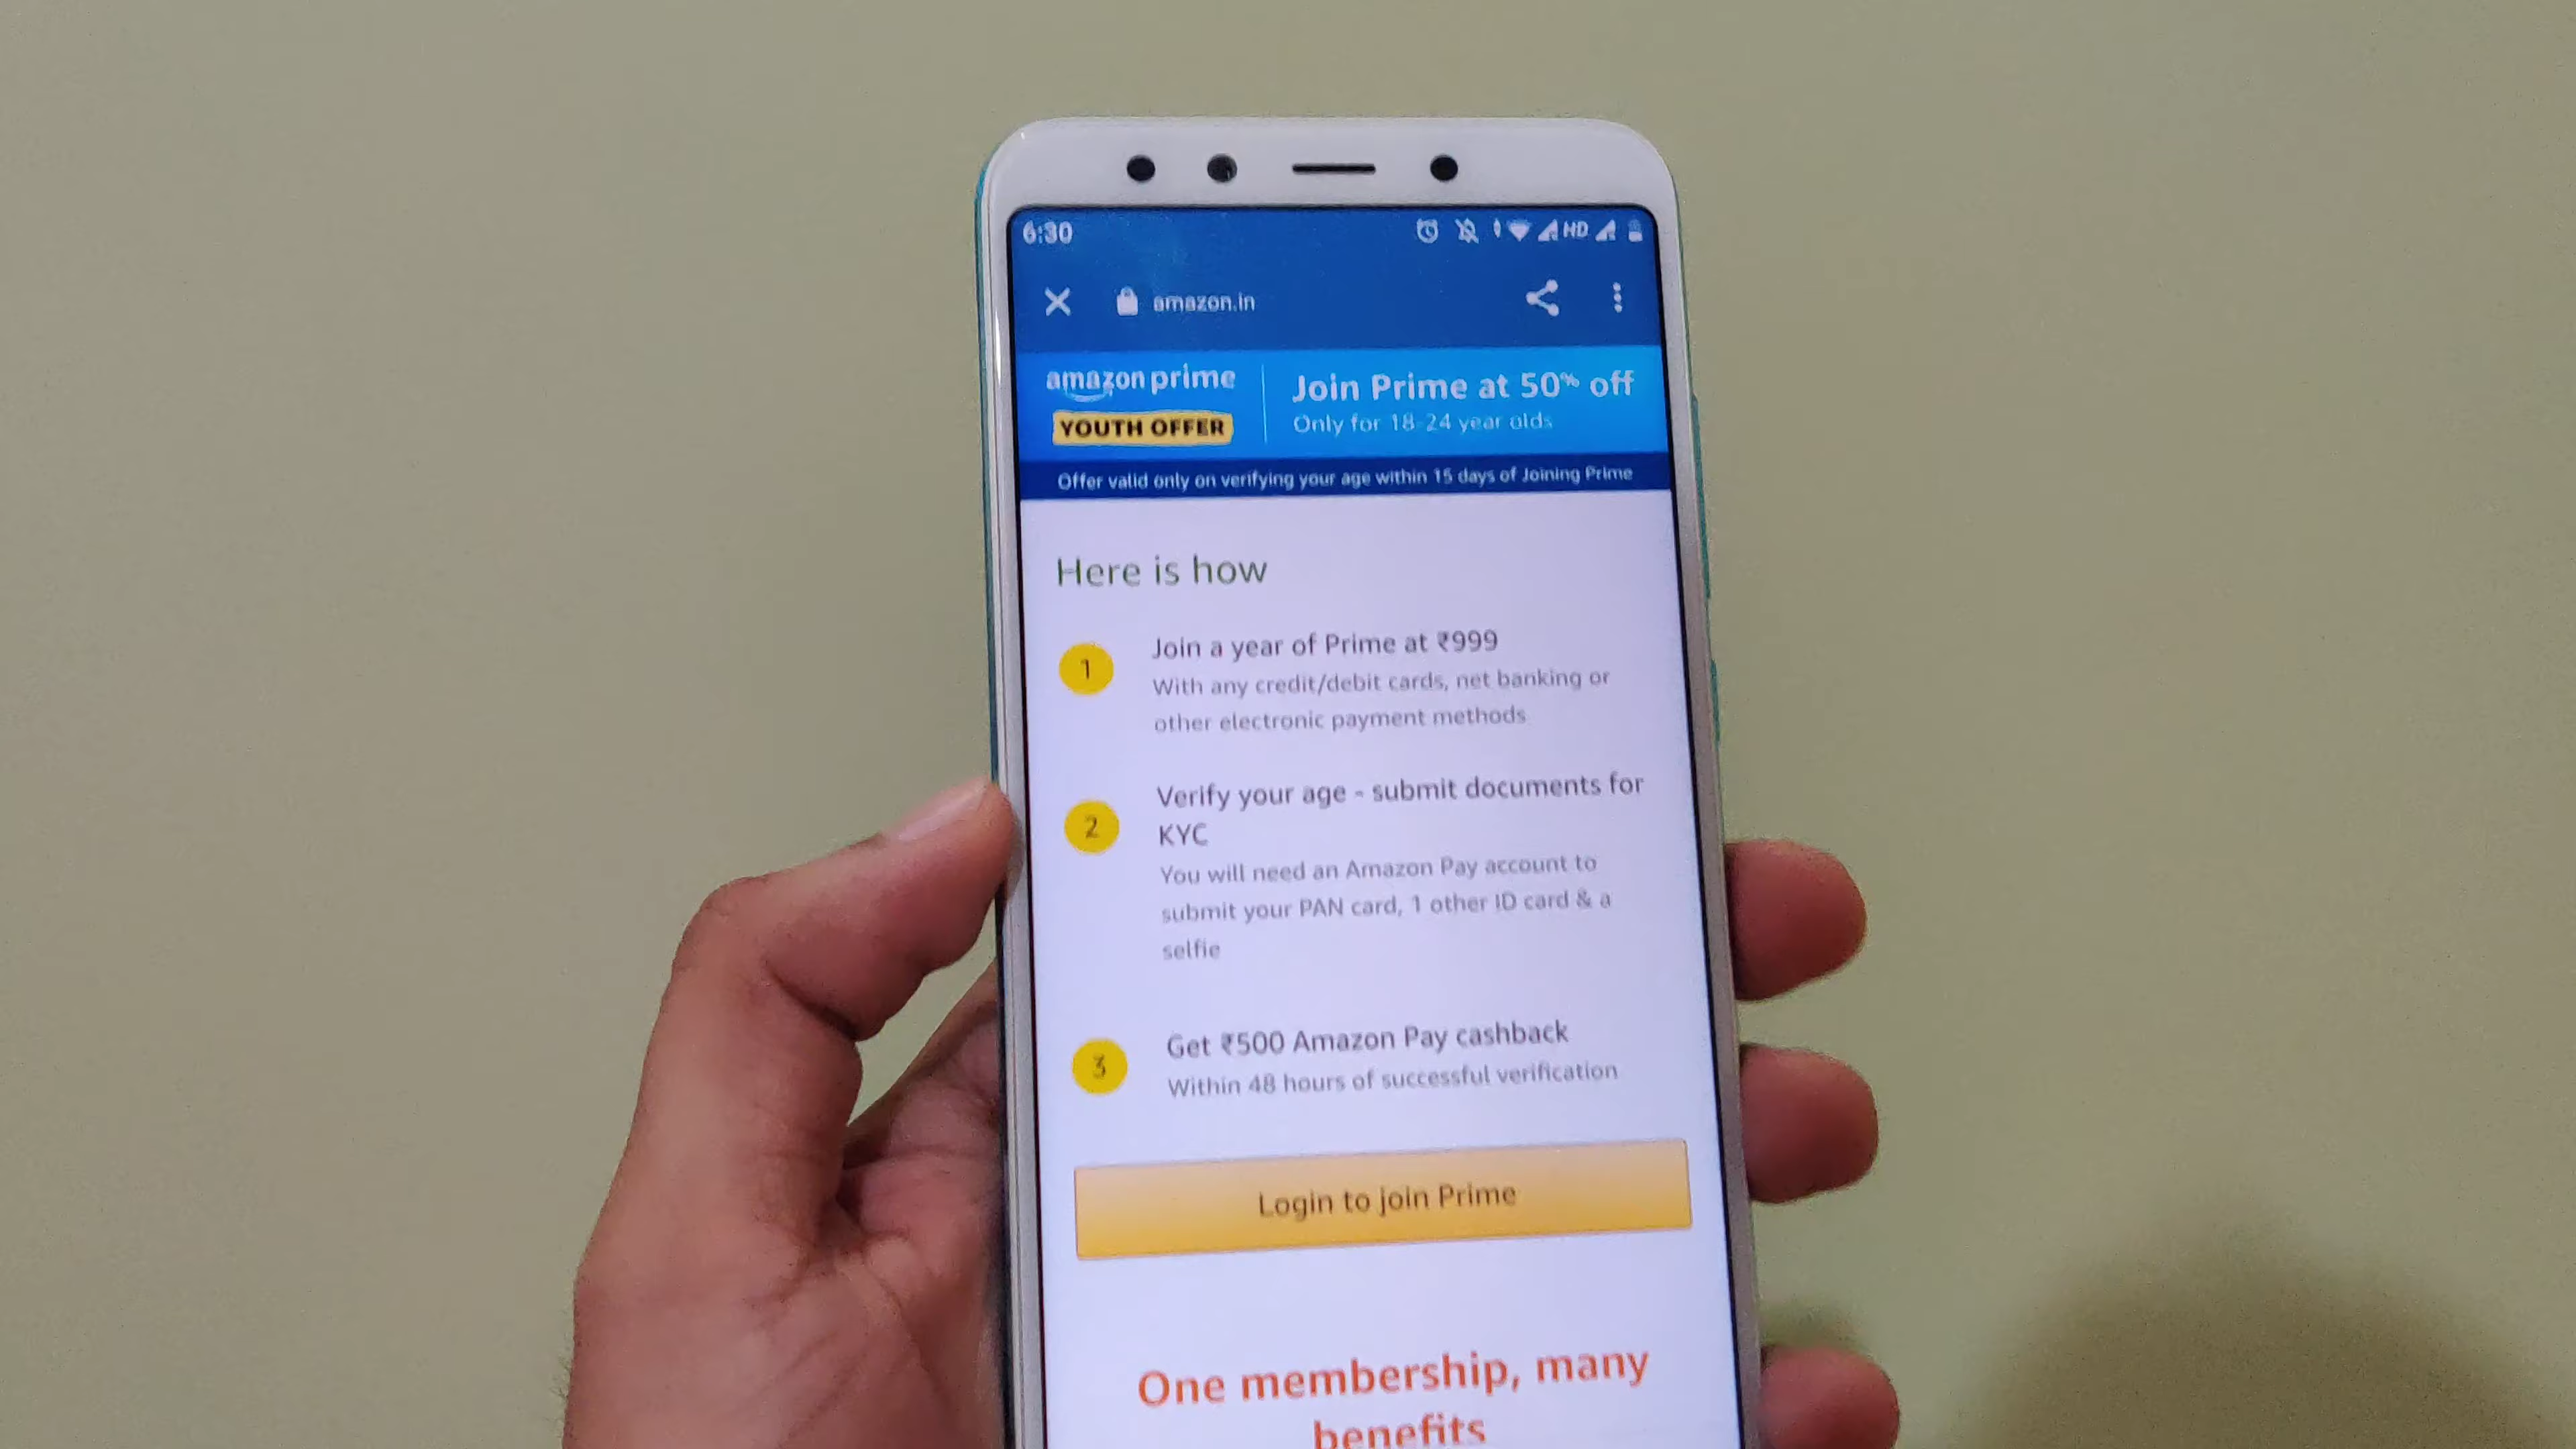 6:30
HD
amazon.in
amazon prime
YOUTH OFFER
Join Prime at 50% off
Only for 18-24 year olds
Offer valid only on verifying your age within 15 days of Joining Prime
Here is how
1
Join a year of Prime at ₹999
With any credit/debit cards, net banking or
other electronic payment methods
2
Verify your age - submit documents for
KYC
You will need an Amazon Pay account to
submit your PAN card, 1 other ID card & a
selfie
3
Get ₹500 Amazon Pay cashback
Within 48 hours of successful verification
Login to join Prime
One membership, many
benefits